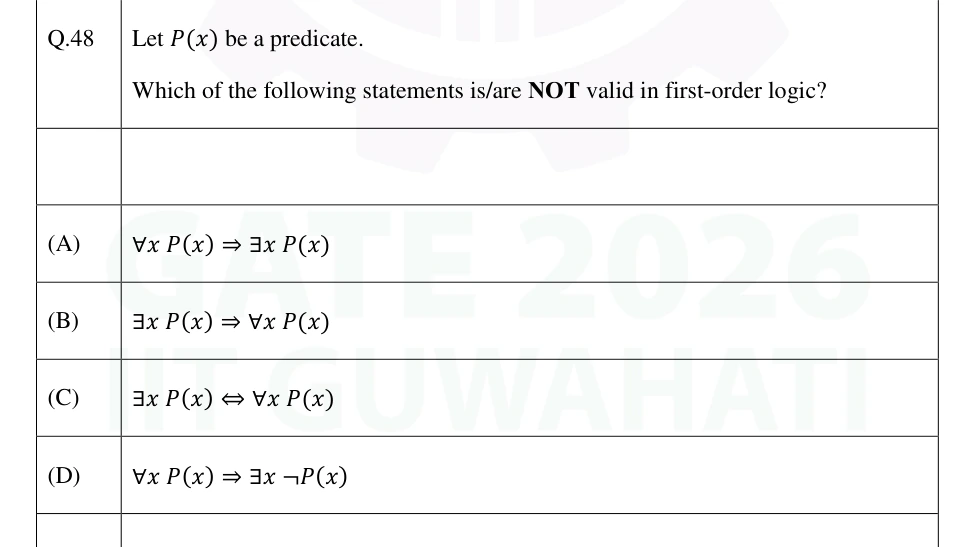 Q.48 Let 𝑃(𝑥) be a predicate.
Which of the following statements is/are NOT valid in first-order logic?
(A) ∀𝑥 𝑃(𝑥) ⇒ ∃𝑥 𝑃(𝑥)
(B) ∃𝑥 𝑃(𝑥) ⇒ ∀𝑥 𝑃(𝑥)
(C) ∃𝑥 𝑃(𝑥) ⇔ ∀𝑥 𝑃(𝑥)
(D) ∀𝑥 𝑃(𝑥) ⇒ ∃𝑥 ¬𝑃(𝑥)
GATE 2026
IIT GUWAHATI